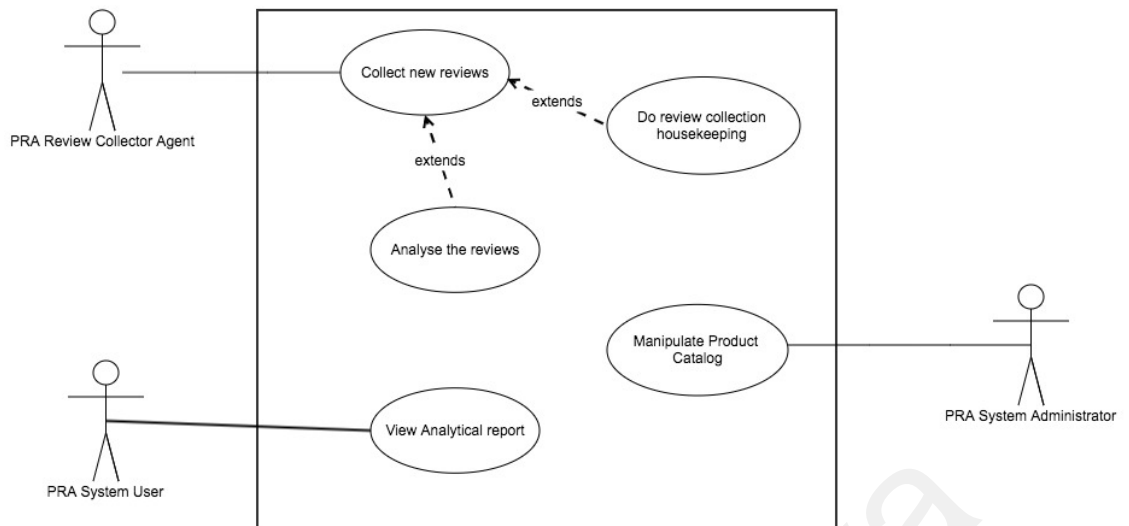 Collect new reviews
extends
Do review collection
housekeeping
PRA Review Collector Agent
extends
Analyse the reviews
Manipulate Product
Catalog
PRA System Administrator
View Analytical report
PRA System User